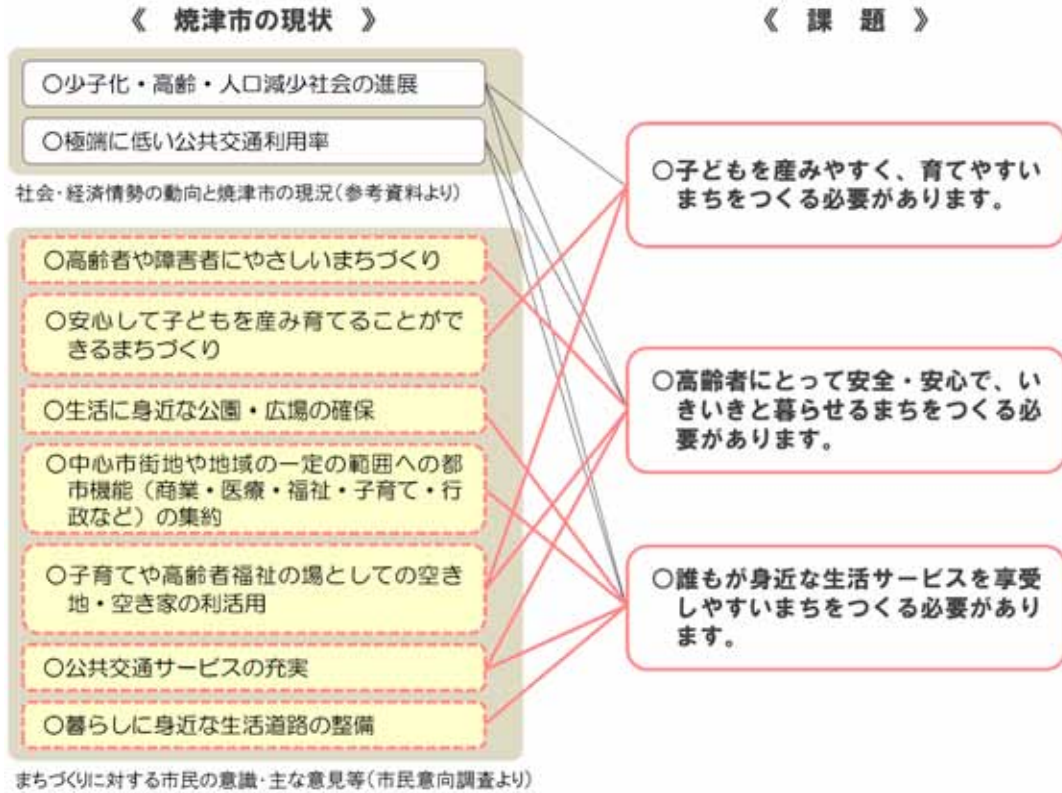 《 焼津市の現状 》
○少子化・高齢・人口減少社会の進展
○極端に低い公共交通利用率
社会・経済情勢の動向と焼津市の現況(参考資料より)
○高齢者や障害者にやさしいまちづくり
○安心して子どもを産み育てることがで
きるまちづくり
○生活に身近な公園・広場の確保
○中心市街地や地域の一定の範囲への都
市機能(商業・医療・福祉・子育て・行
政など)の集約
○子育てや高齢者福祉の場としての空き
地・空き家の利活用
○公共交通サービスの充実
○暮らしに身近な生活道路の整備
まちづくりに対する市民の意識・主な意見等(市民意向調査より)
《 課 題 》
○子どもを産みやすく、育てやすい
まちをつくる必要があります。
○高齢者にとって安全・安心で、い
きいきと暮らせるまちをつくる必
要があります。
○誰もが身近な生活サービスを享受
しやすいまちをつくる必要があり
ます。